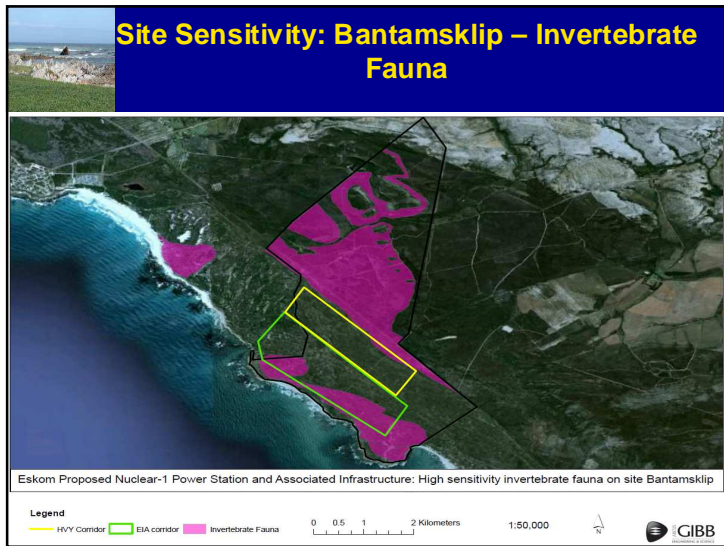 Site Sensitivity: Bantamsklip – Invertebrate
Fauna
Eskom Proposed Nuclear-1 Power Station and Associated Infrastructure: High sensitivity invertebrate fauna on site Bantamsklip
Legend
HVY Corridor EIA corridor Invertebrate Fauna
0 0.5 1 2 Kilometers
1:50,000
N
GIBB
ENGINEERING & SCIENCE